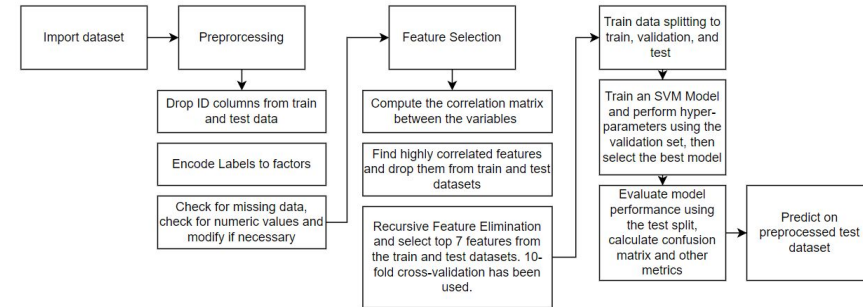 Import dataset
Preprorcessing
Drop ID columns from train
and test data
Encode Labels to factors
Check for missing data,
check for numeric values and
modify if necessary
Feature Selection
Compute the correlation matrix
between the variables
Find highly correlated features
and drop them from train and test
datasets
Recursive Feature Elimination
and select top 7 features from
the train and test datasets. 10-
fold cross-validation has been
used.
Train data splitting to
train, validation, and
test
Train an SVM Model
and perform hyper-
parameters using the
validation set, then
select the best model
Evaluate model
performance using
the test split,
calculate confusion
matrix and other
metrics
Predict on
preprocessed test
dataset